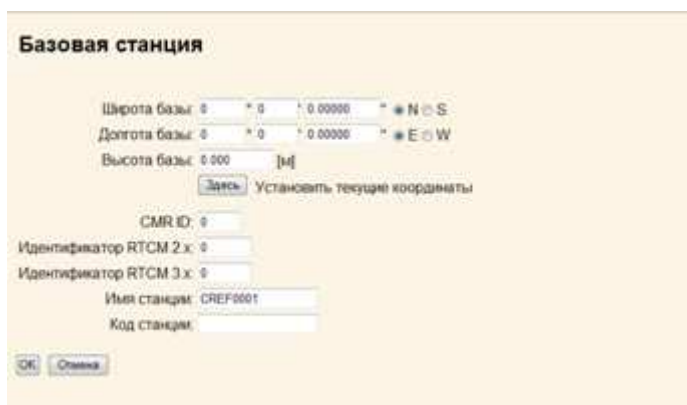 Базовая станция
Широта базы: 0 ° 0 ' 0.00000 " N S
Долгота базы: 0 ° 0 ' 0.00000 " E W
Высота базы: 0.000 [м]
Здесь Установить текущие координаты
CMR ID: 0
Идентификатор RTCM 2.x: 0
Идентификатор RTCM 3.x: 0
Имя станции: CREF0001
Код станции:
OK Отмена